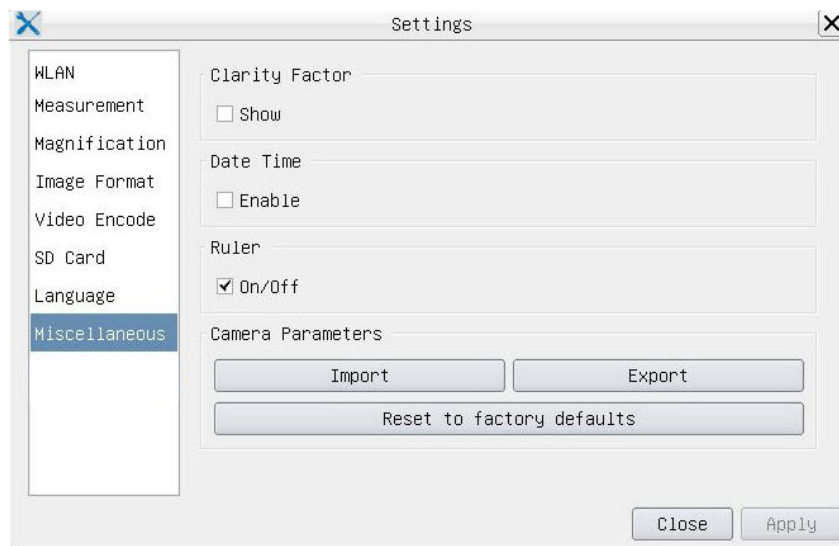 Settings
WLAN
Measurement
Magnification
Image Format
Video Encode
SD Card
Language
Miscellaneous
Clarity Factor
Show
Date Time
Enable
Ruler
On/Off
Camera Parameters
Import Export
Reset to factory defaults
Close Apply